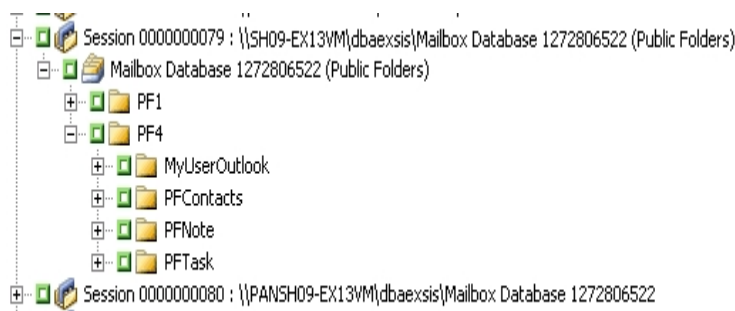 Session 0000000079 : \\SH09-EX13VM\dbaexsis\Mailbox Database 1272806522 (Public Folders)
Mailbox Database 1272806522 (Public Folders)
PF1
PF4
MyUserOutlook
PFContacts
PFNote
PFTask
Session 0000000080 : \\PANSH09-EX13VM\dbaexsis\Mailbox Database 1272806522